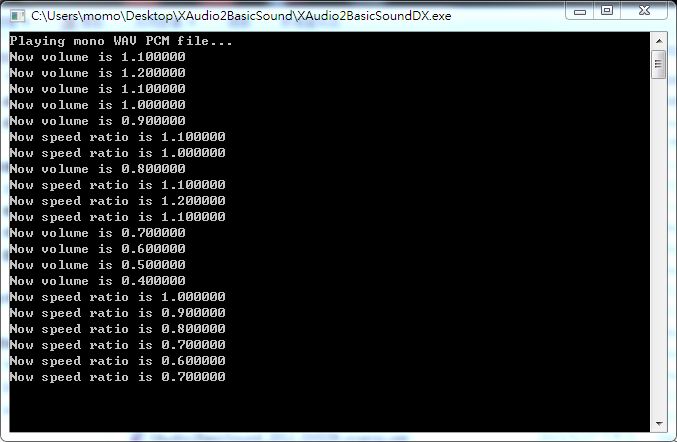 C:\Users\momo\Desktop\XAudio2BasicSound\XAudio2BasicSoundDX.exe
Playing mono WAV PCM file...
Now volume is 1.100000
Now volume is 1.200000
Now volume is 1.100000
Now volume is 1.000000
Now volume is 0.900000
Now speed ratio is 1.100000
Now speed ratio is 1.000000
Now volume is 0.800000
Now speed ratio is 1.100000
Now speed ratio is 1.200000
Now speed ratio is 1.100000
Now volume is 0.700000
Now volume is 0.600000
Now volume is 0.500000
Now volume is 0.400000
Now speed ratio is 1.000000
Now speed ratio is 0.900000
Now speed ratio is 0.800000
Now speed ratio is 0.700000
Now speed ratio is 0.600000
Now speed ratio is 0.700000